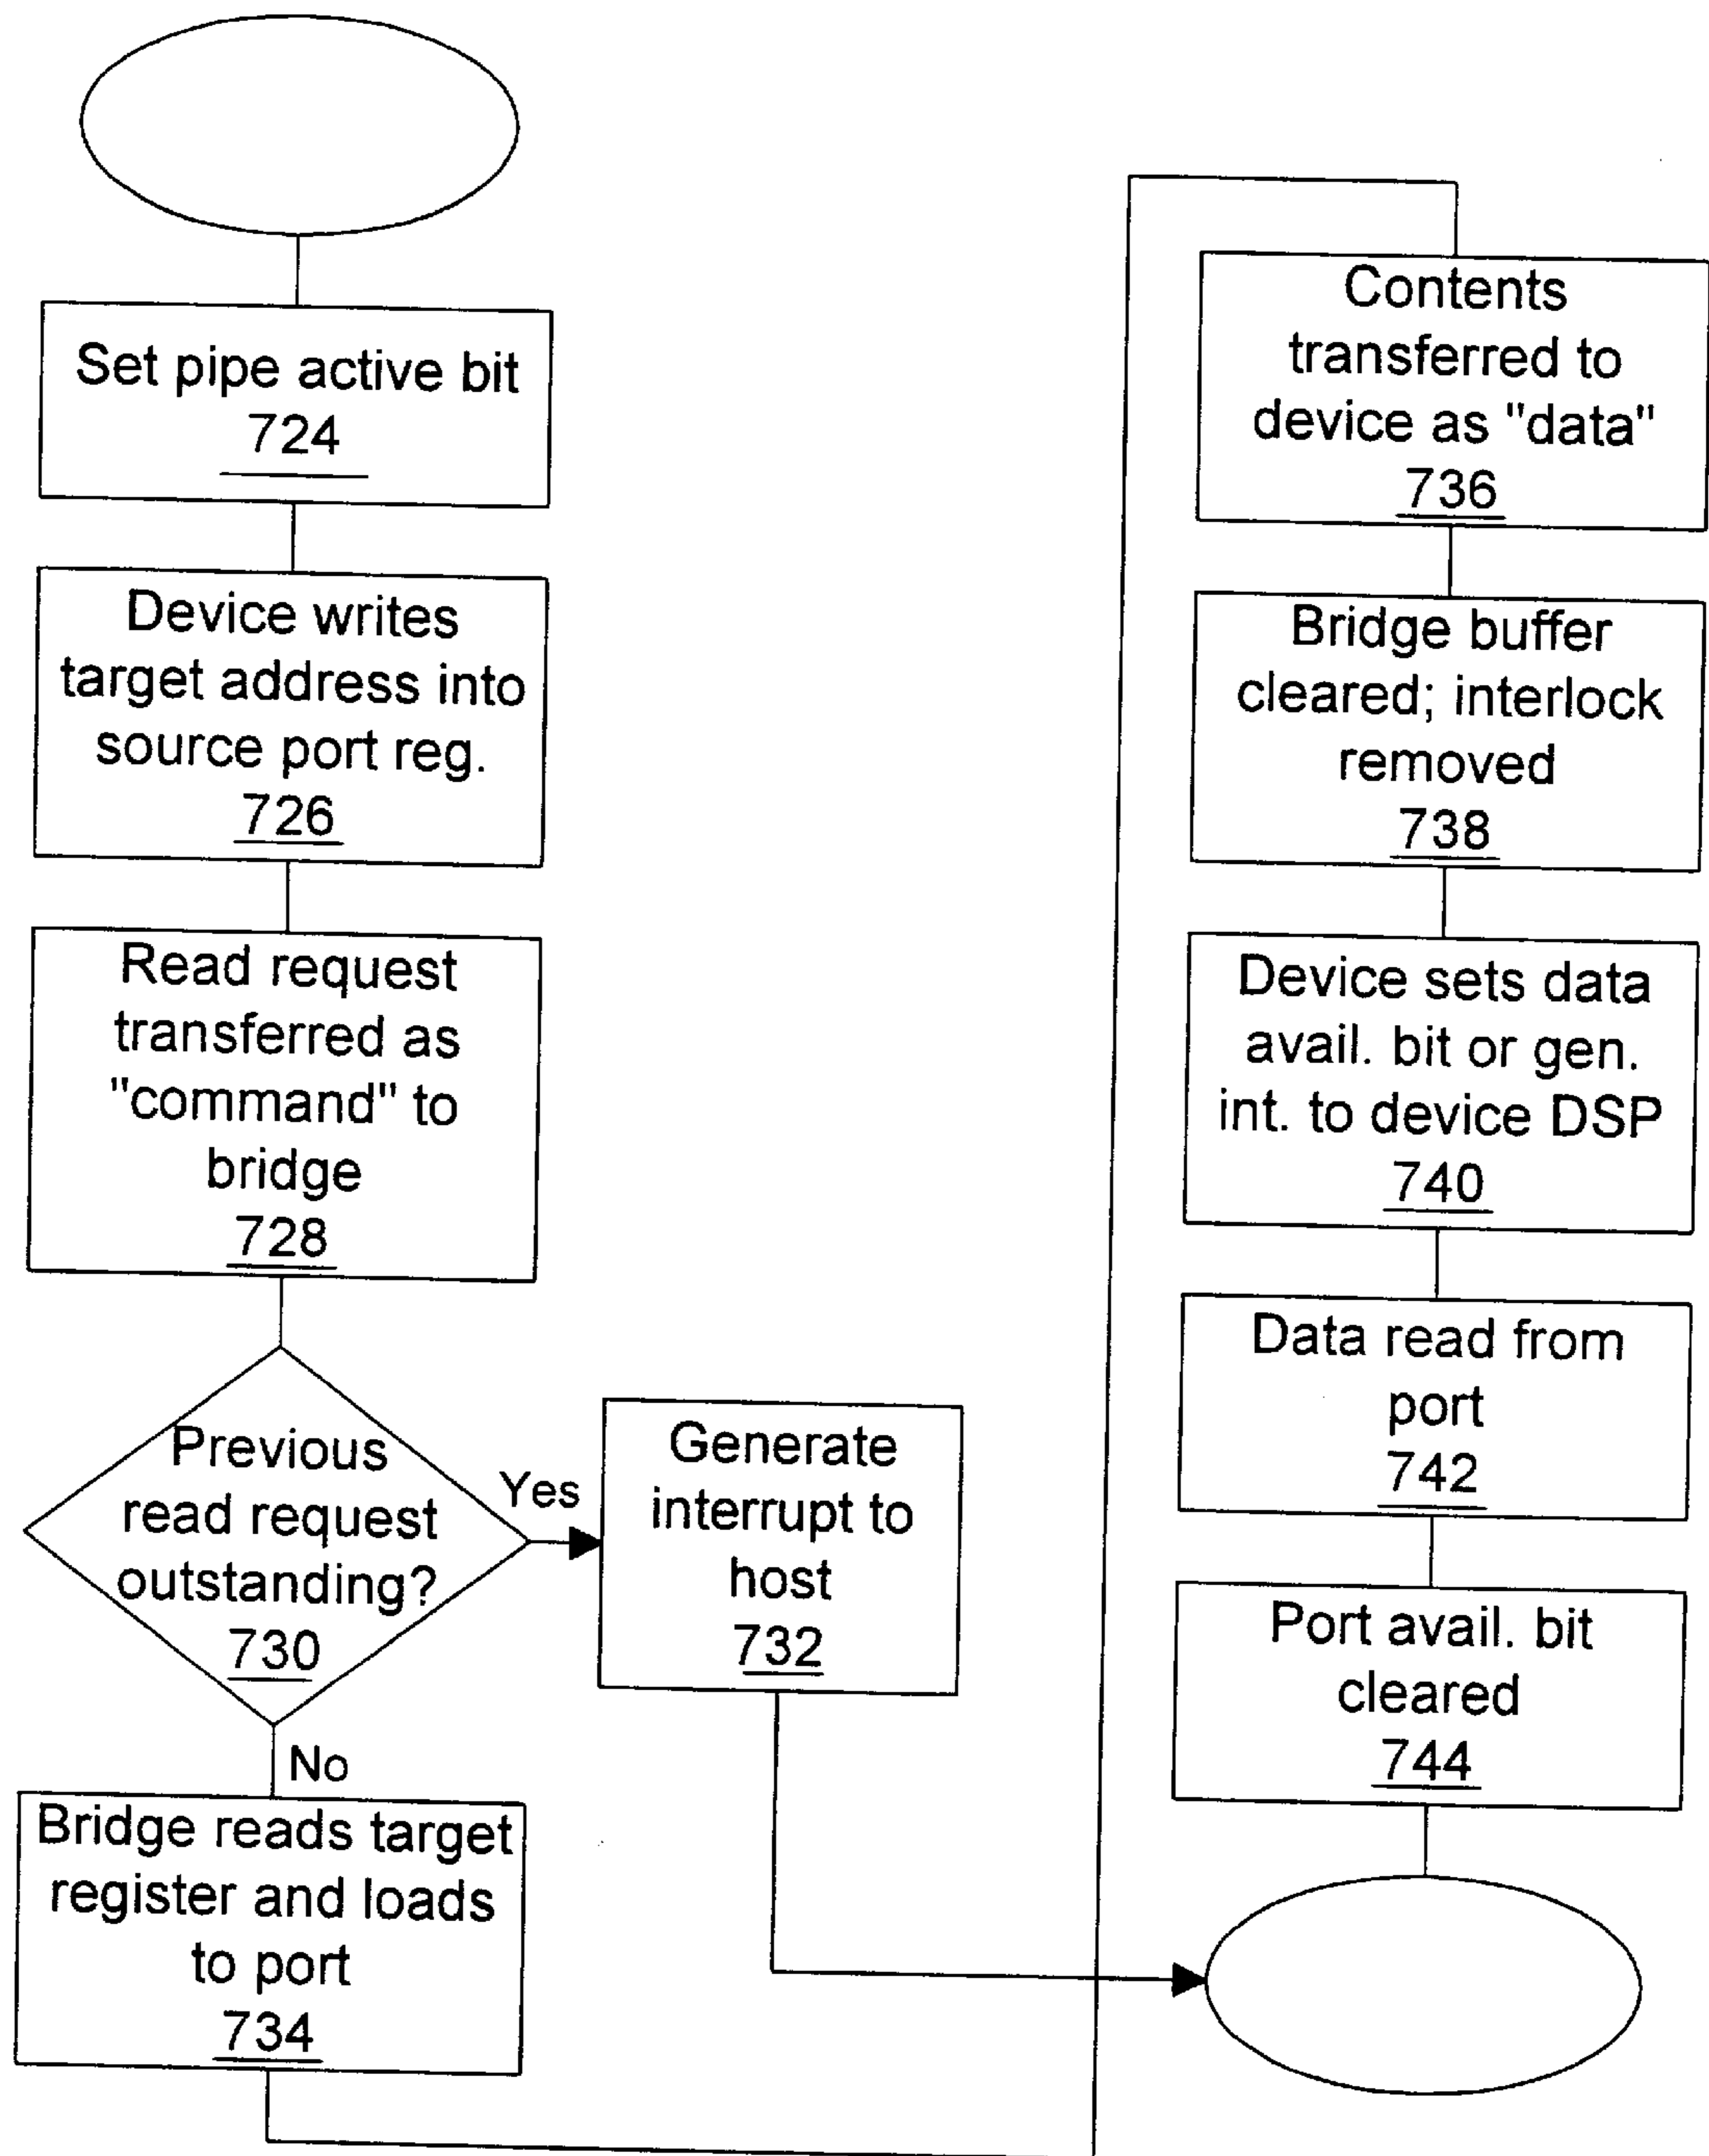 Set pipe active bit
724
Device writes
target address into
source port reg.
726
Read request
transferred as
"command" to
bridge
728
Previous
read request
outstanding?
730
Yes
Generate
interrupt to
host
732
No
Bridge reads target
register and loads
to port
734
Contents
transferred to
device as "data"
736
Bridge buffer
cleared; interlock
removed
738
Device sets data
avail. bit or gen.
int. to device DSP
740
Data read from
port
742
Port avail. bit
cleared
744